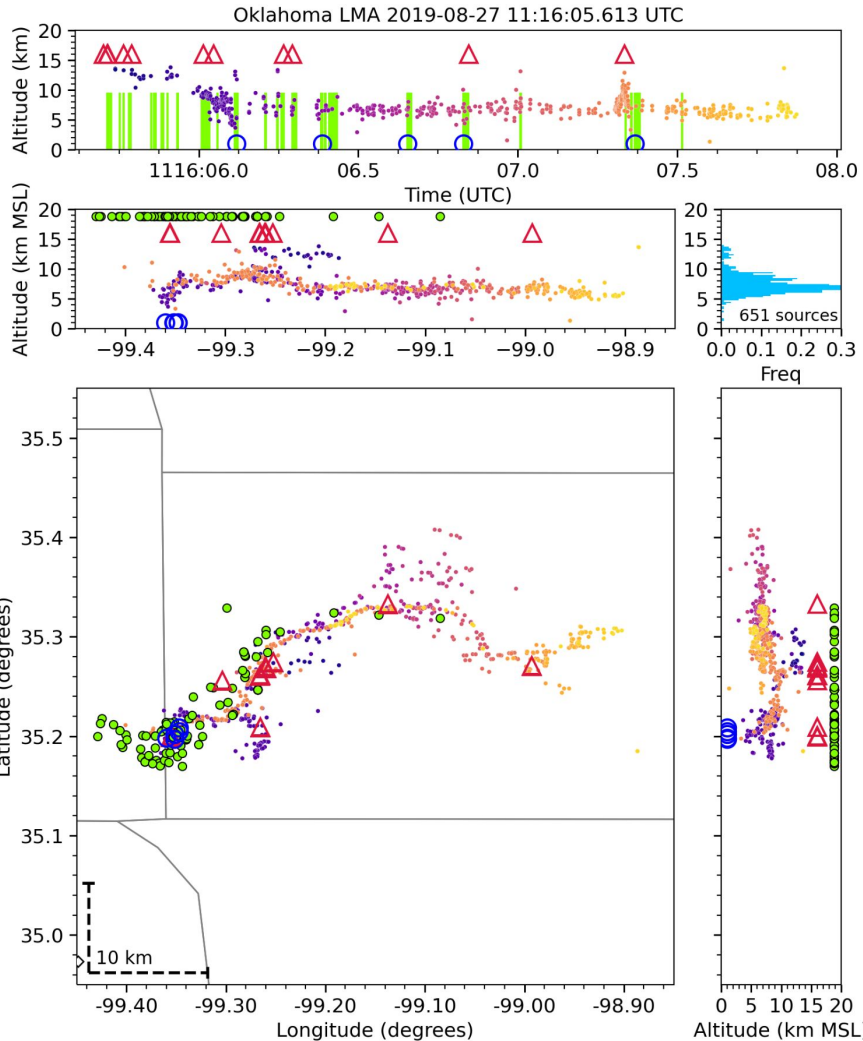 Oklahoma LMA 2019-08-27 11:16:05.613 UTC
Altitude (km)
20
15
10
5
0
1116:06.0 06.5 07.0 07.5 08.0
Time (UTC)
Altitude (km MSL)
20
15
10
5
0
−99.4 −99.3 −99.2 −99.1 −99.0 −98.9
20
15
10
5
0
651 sources
0.0 0.1 0.2 0.3
Freq
Latitude (degrees)
35.5
35.4
35.3
35.2
35.1
35.0
10 km
−99.40 −99.30 −99.20 −99.10 −99.00 −98.90
Longitude (degrees)
0 5 10 15 20
Altitude (km MSL)